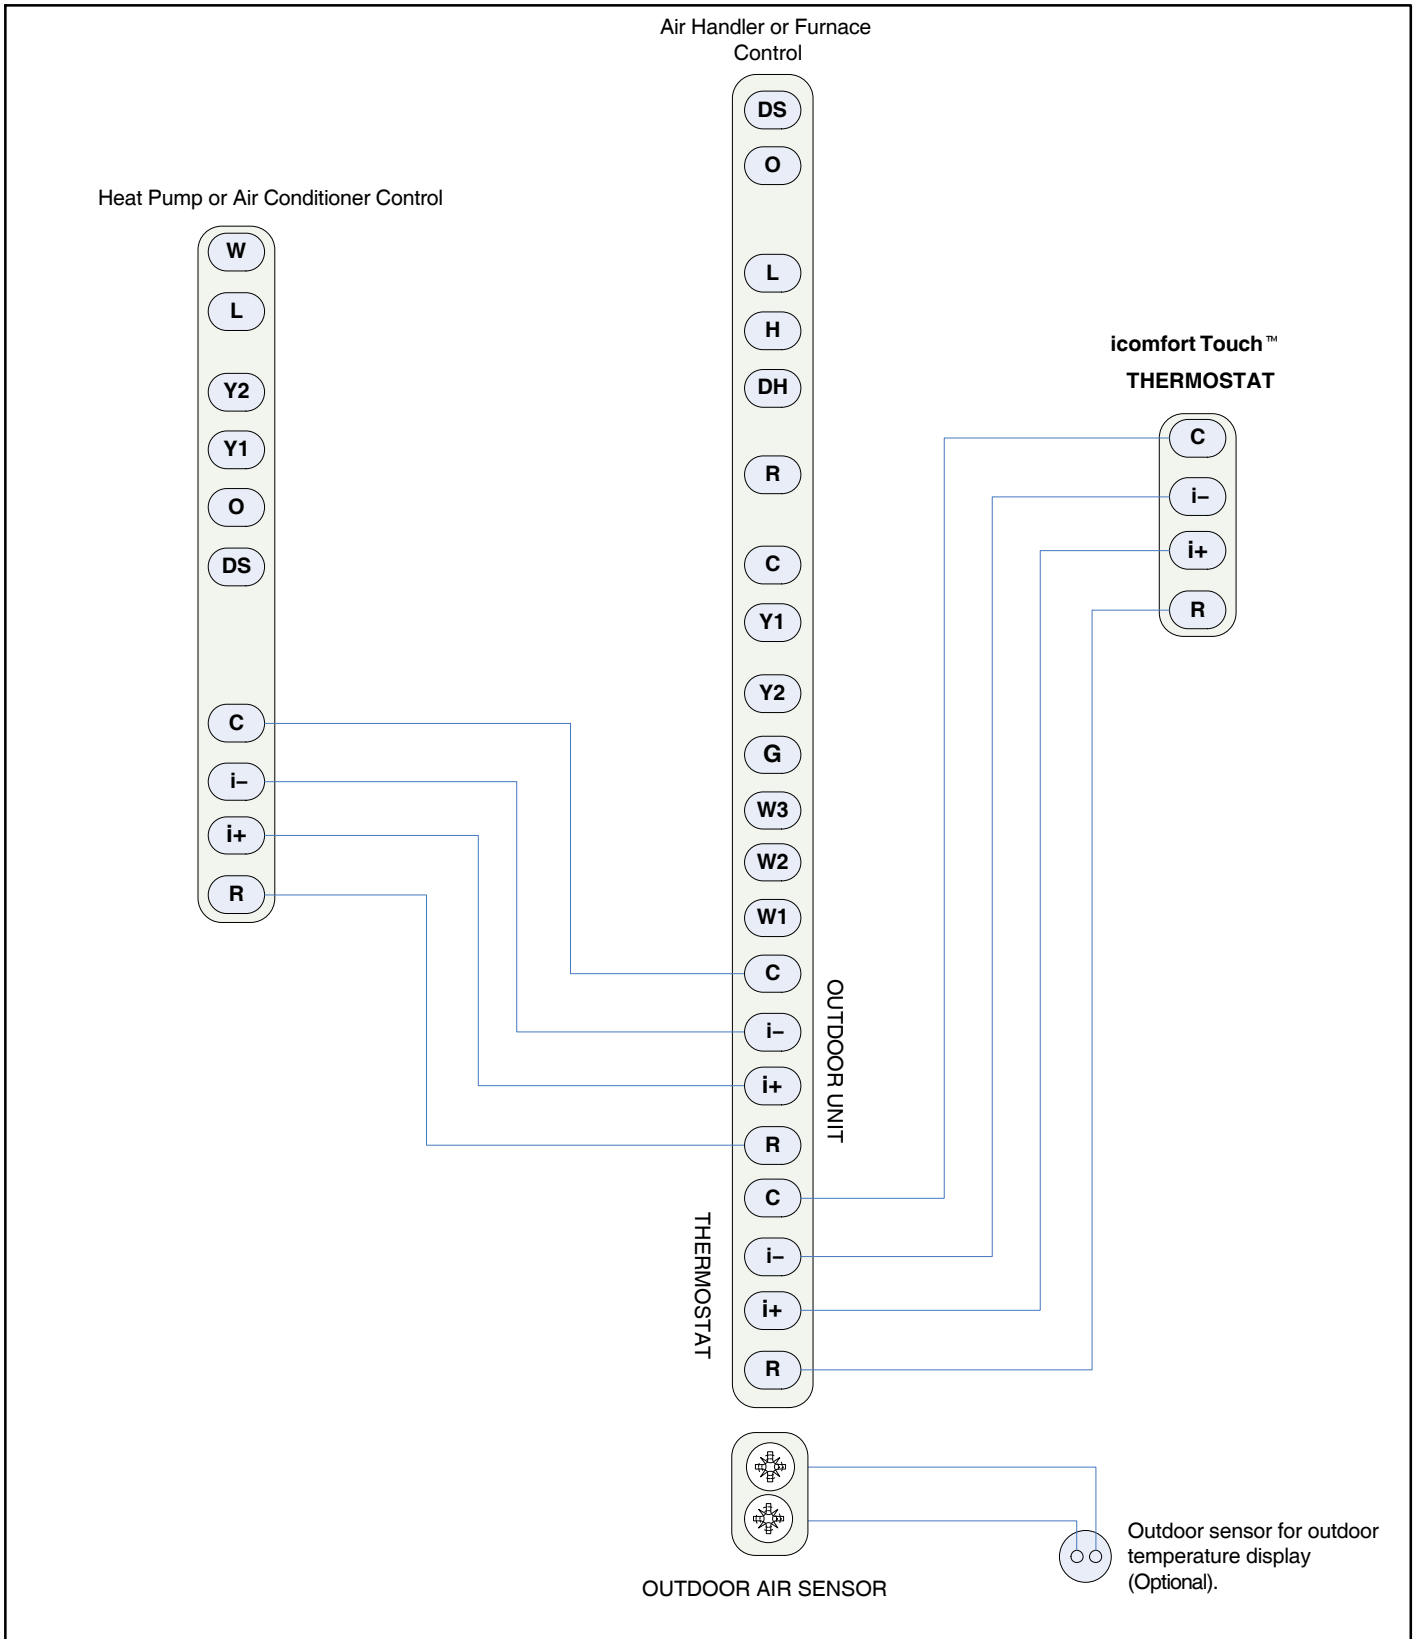 Air Handler or Furnace
Control
DS
O
L
H
DH
R
C
Y1
Y2
G
W3
W2
W1
C
i–
i+
R
C
i–
i+
R
OUTDOOR UNIT
THERMOSTAT
Heat Pump or Air Conditioner Control
W
L
Y2
Y1
O
DS
C
i–
i+
R
icomfort Touch™
THERMOSTAT
C
i–
i+
R
OUTDOOR AIR SENSOR
Outdoor sensor for outdoor
temperature display
(Optional).